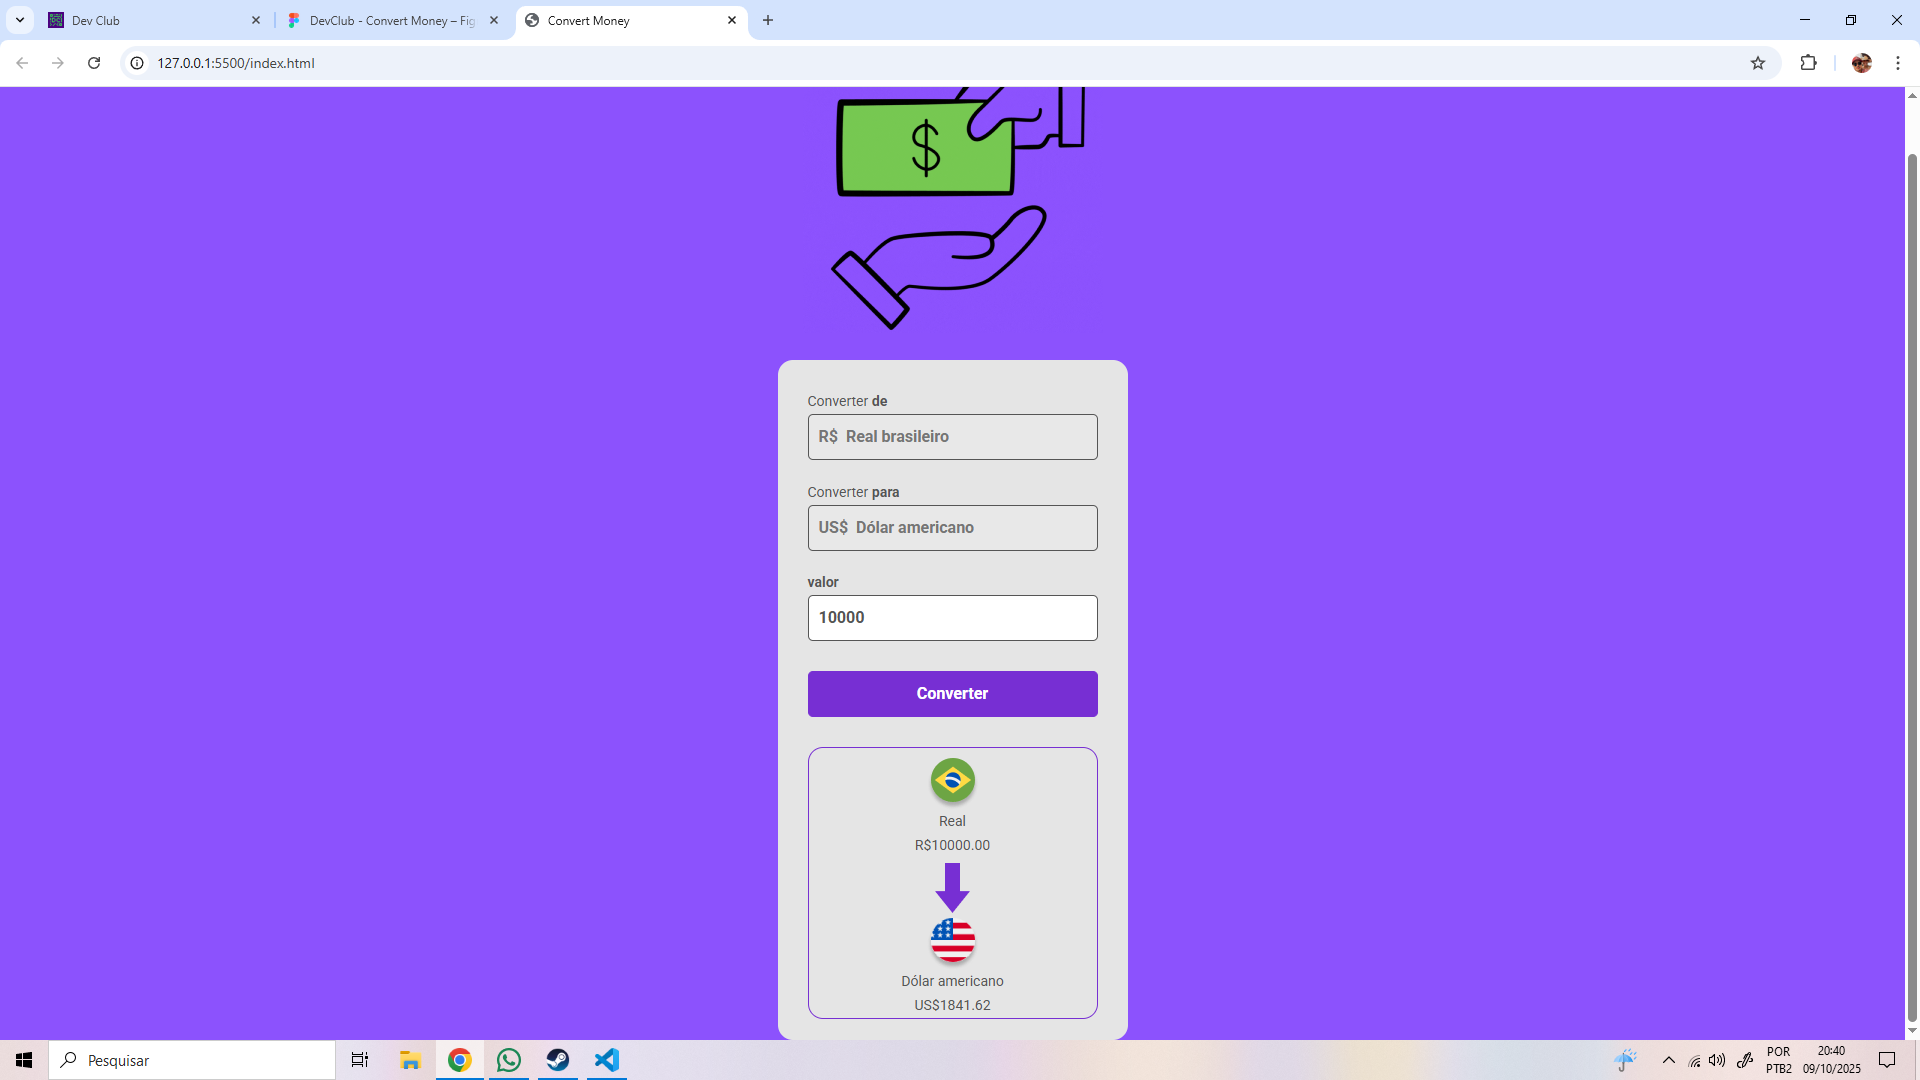 Dev Club
DevClub - Convert Money – Fig
Convert Money
127.0.0.1:5500/index.html
$
Converter de
R$ Real brasileiro
Converter para
US$ Dólar americano
valor
10000
Converter
Real
R$10000.00
Dólar americano
US$1841.62
Pesquisar
POR
PTB2
20:40
09/10/2025